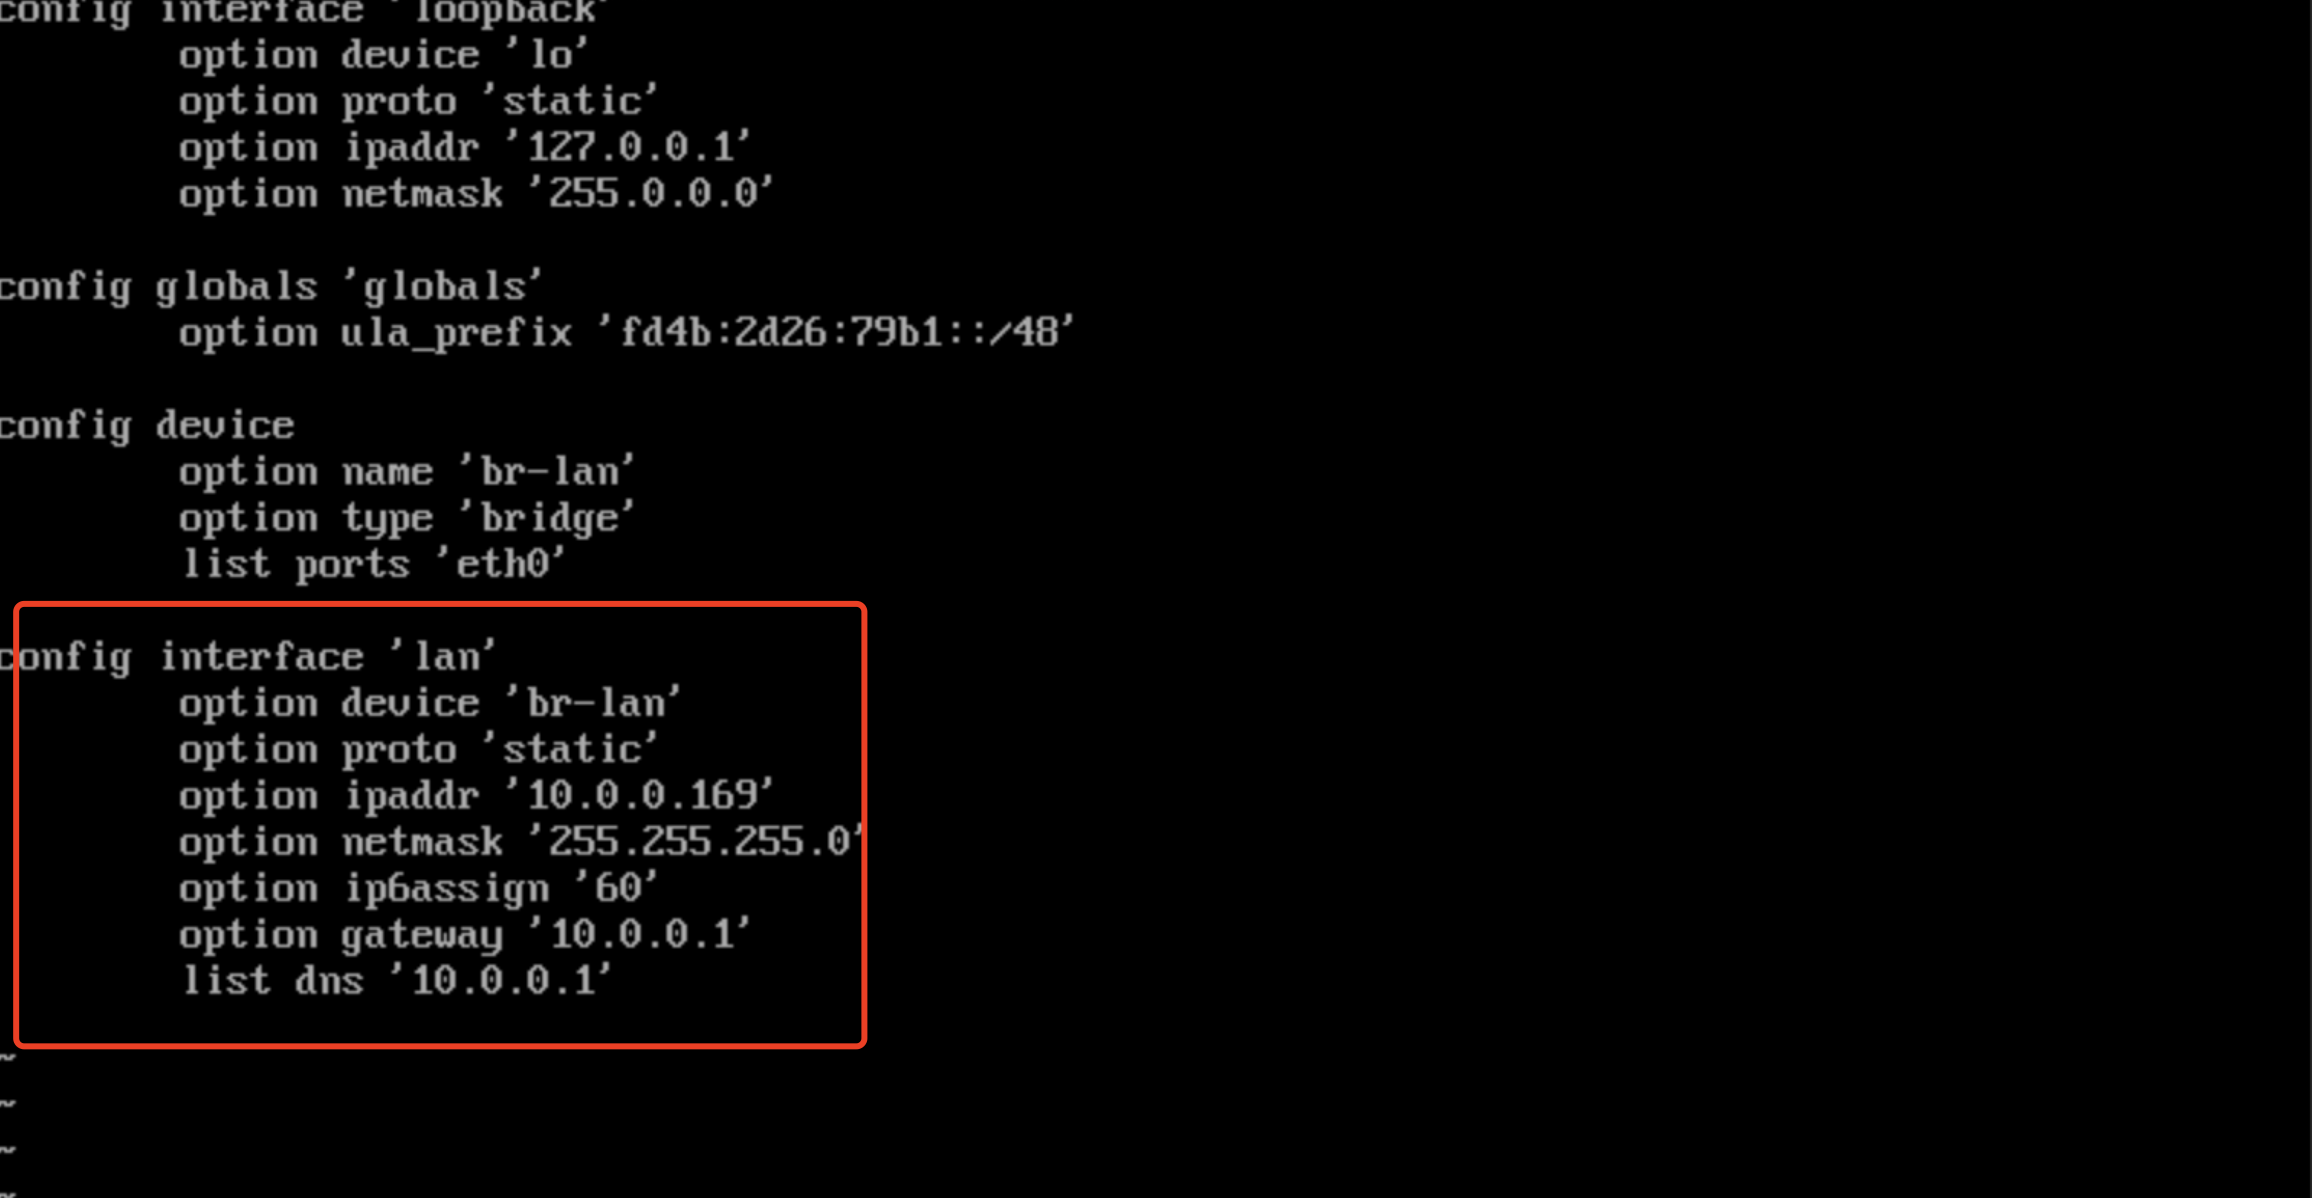 config interface 'loopback'
option device 'lo'
option proto 'static'
option ipaddr '127.0.0.1'
option netmask '255.0.0.0'
config globals 'globals'
option ula_prefix 'fd4b:2d26:79b1::/48'
config device
option name 'br-lan'
option type 'bridge'
list ports 'eth0'
config interface 'lan'
option device 'br-lan'
option proto 'static'
option ipaddr '10.0.0.169'
option netmask '255.255.255.0'
option ip6assign '60'
option gateway '10.0.0.1'
list dns '10.0.0.1'
~
~
~
~